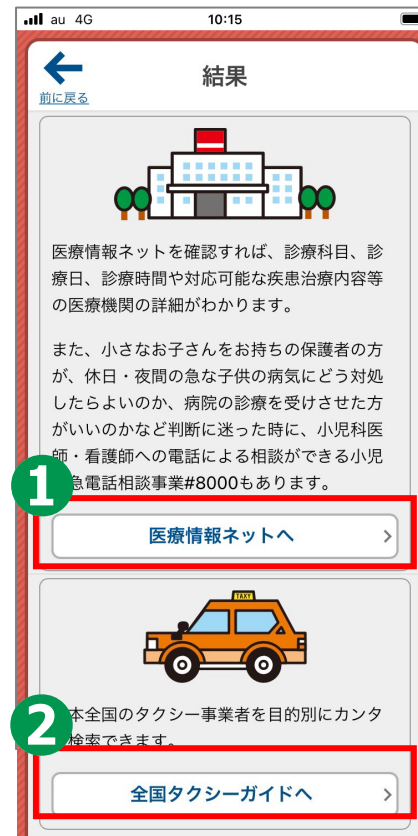 au 4G 10:15
前に戻る
結果
医療情報ネットを確認すれば、診療科目、診
療日、診療時間や対応可能な疾患治療内容等
の医療機関の詳細がわかります。
また、小さなお子さんをお持ちの保護者の方
が、休日・夜間の急な子供の病気にどう対処
したらよいのか、病院の診療を受けさせた方
がいいのかなど判断に迷った時に、小児科医
師・看護師への電話による相談ができる小児
急電話相談事業#8000もあります。
1
医療情報ネットへ
TAXI
本全国のタクシー事業者を目的別にカンタ
検索できます。
2
全国タクシーガイドへ